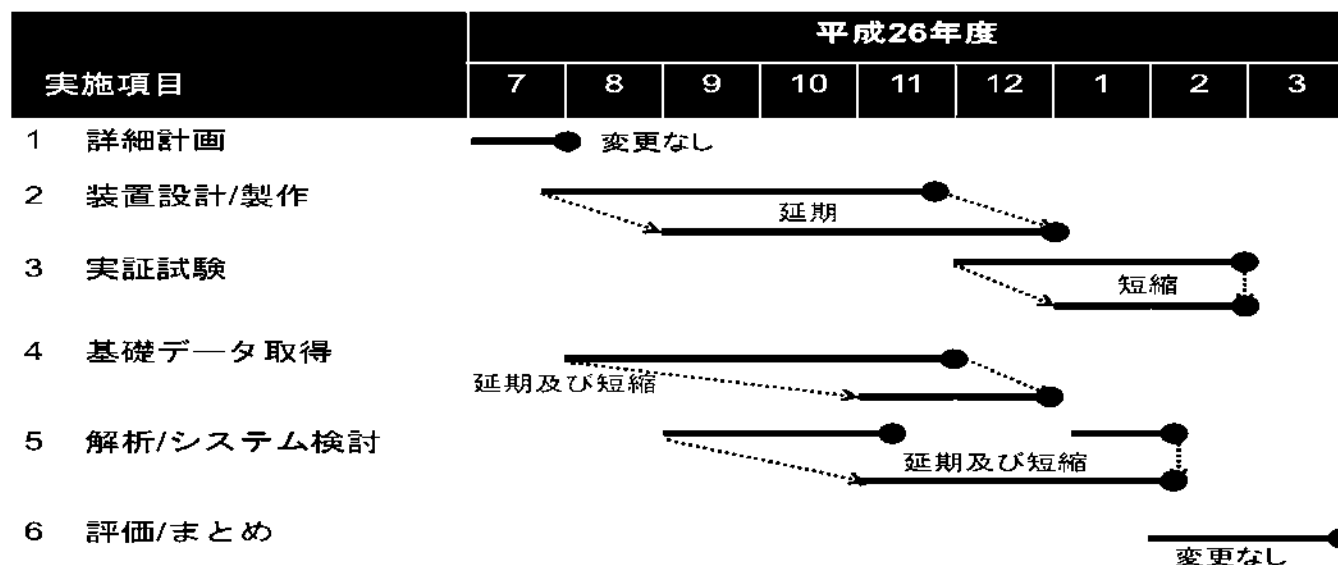 平成26年度
実施項目 7 8 9 10 11 12 1 2 3
1 詳細計画 変更なし
2 装置設計/製作
延期
3 実証試験
短縮
4 基礎データ取得
延期及び短縮
5 解析/システム検討
延期及び短縮
6 評価/まとめ
変更なし